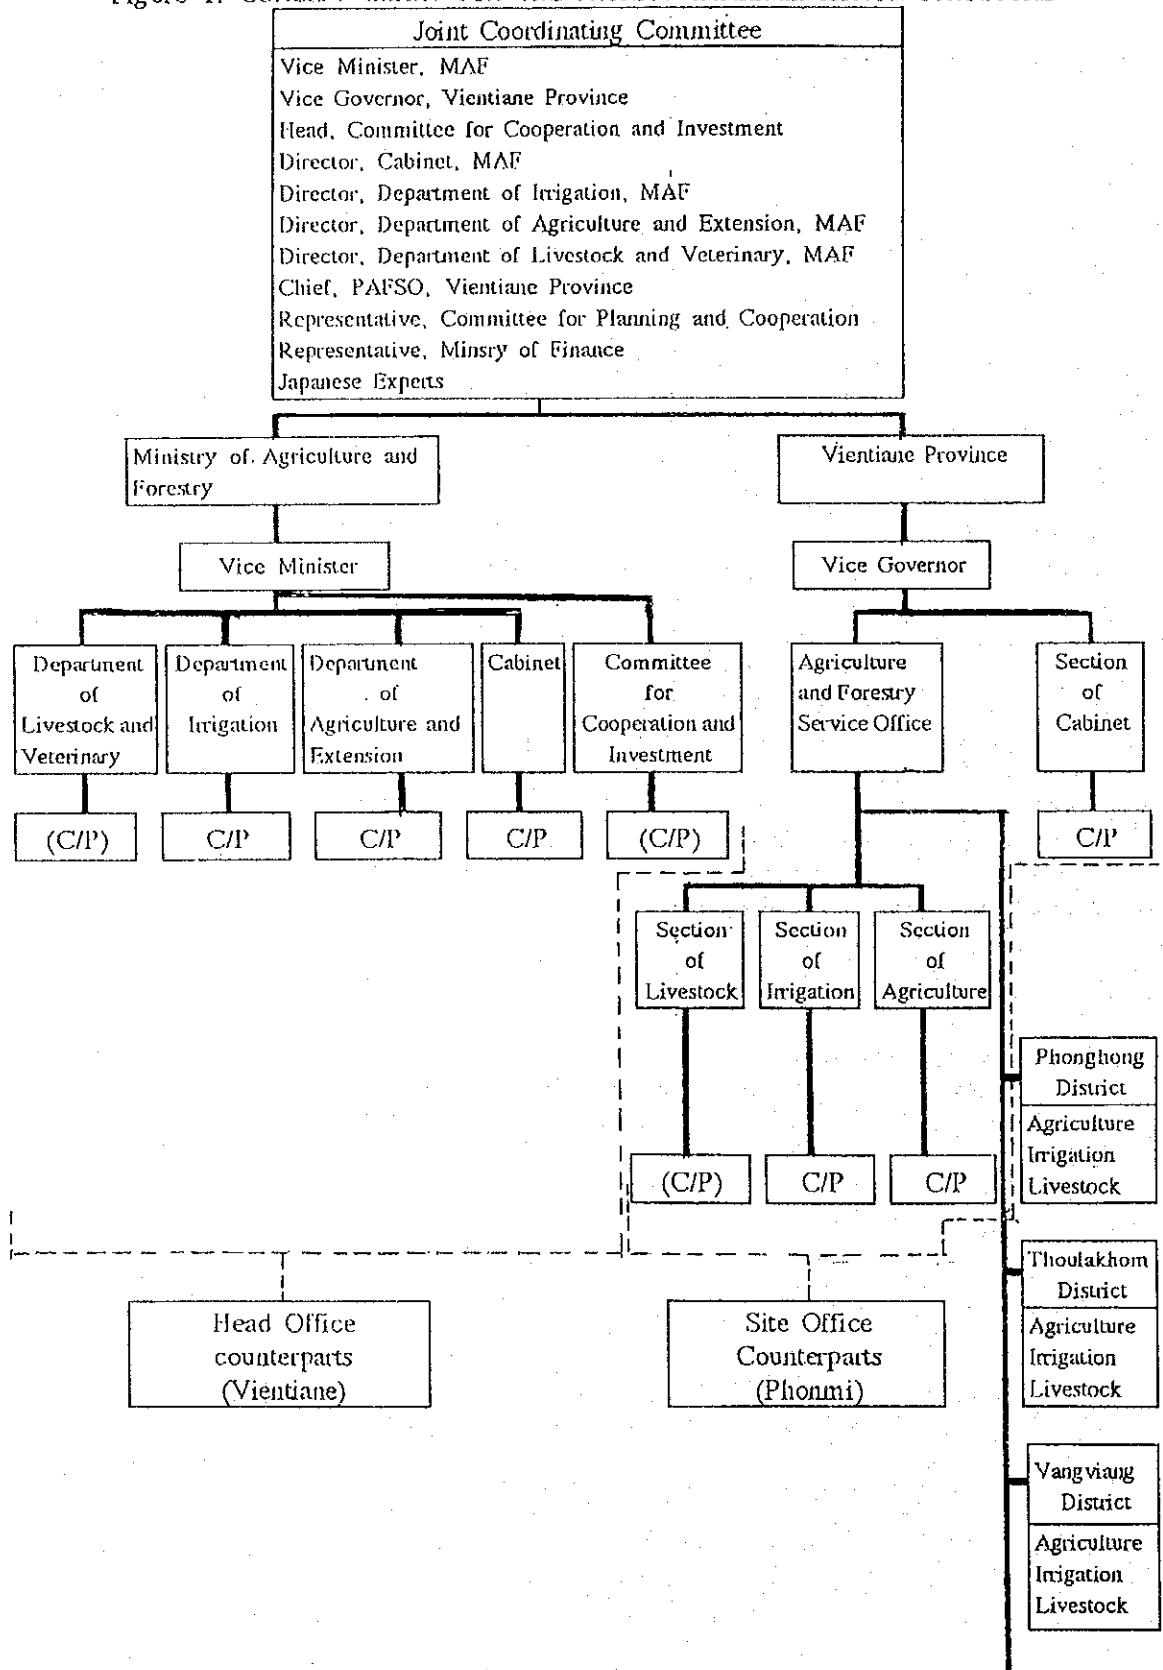 Joint Coordinating Committee
Vice Minister, MAF
Vice Governor, Vientiane Province
Head, Committee for Cooperation and Investment
Director, Cabinet, MAF
Director, Department of Irrigation, MAF
Director, Department of Agriculture and Extension, MAF
Director, Department of Livestock and Veterinary, MAF
Chief, PAFSO, Vientiane Province
Representative, Committee for Planning and Cooperation
Representative, Minsry of Finance
Japanese Experts
Ministry of Agriculture and
Forestry
Vientiane Province
Vice Minister
Vice Governor
Department
of
Livestock and
Veterinary
Department
of
Irrigation
Department
of
Agriculture and
Extension
Cabinet
Committee
for
Cooperation and
Investment
Agriculture
and Forestry
Service Office
Section
of
Cabinet
(C/P)
C/P
C/P
C/P
(C/P)
C/P
Section
of
Livestock
Section
of
Irrigation
Section
of
Agriculture
(C/P)
C/P
C/P
Phonghong
District
Agriculture
Irrigation
Livestock
Thoulakhom
District
Agriculture
Irrigation
Livestock
Head Office
counterparts
(Vientiane)
Site Office
Counterparts
(Phonmi)
Vangviang
District
Agriculture
Irrigation
Livestock